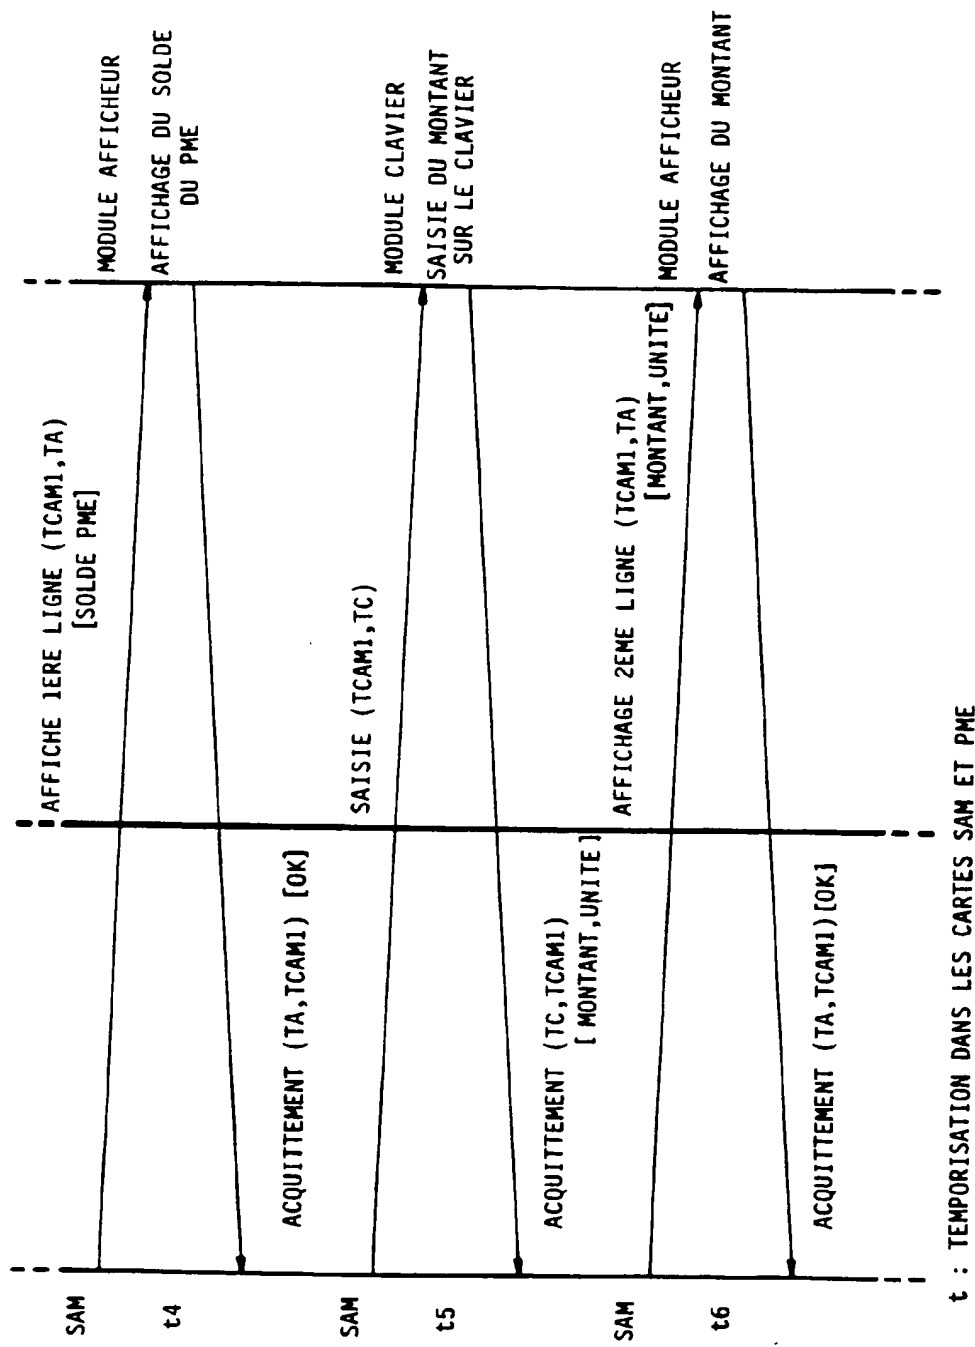 SAM
t4
AFFICHE 1ERE LIGNE (TCAM1,TA)
[SOLDE PME]
MODULE AFFICHEUR
AFFICHAGE DU SOLDE
DU PME
ACQUITTEMENT (TA,TCAM1) [OK]
SAM
t5
SAISIE (TCAM1,TC)
MODULE CLAVIER
SAISIE DU MONTANT
SUR LE CLAVIER
ACQUITTEMENT (TC,TCAM1)
[ MONTANT,UNITE]
SAM
t6
AFFICHAGE 2EME LIGNE (TCAM1,TA)
[MONTANT,UNITE]
MODULE AFFICHEUR
AFFICHAGE DU MONTANT
ACQUITTEMENT (TA,TCAM1)[OK]
t : TEMPORISATION DANS LES CARTES SAM ET PME